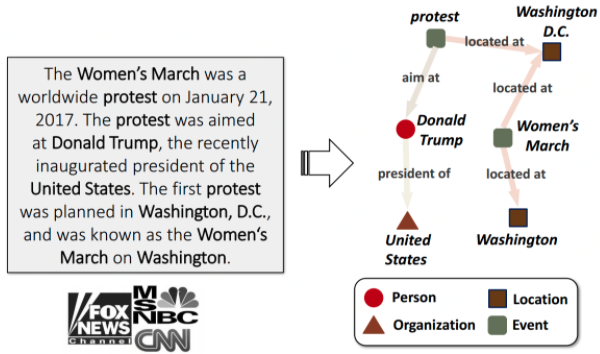 The Women's March was a
worldwide protest on January 21,
2017. The protest was aimed
at Donald Trump, the recently
inaugurated president of the
United States. The first protest
was planned in Washington, D.C.,
and was known as the Women's
March on Washington.
FOX
NEWS
Channel
MSNBC
CNN
protest
Washington
D.C.
located at
aim at
located at
Donald
Trump
Women's
March
president of
located at
United
States
Washington
Person
Location
Organization
Event